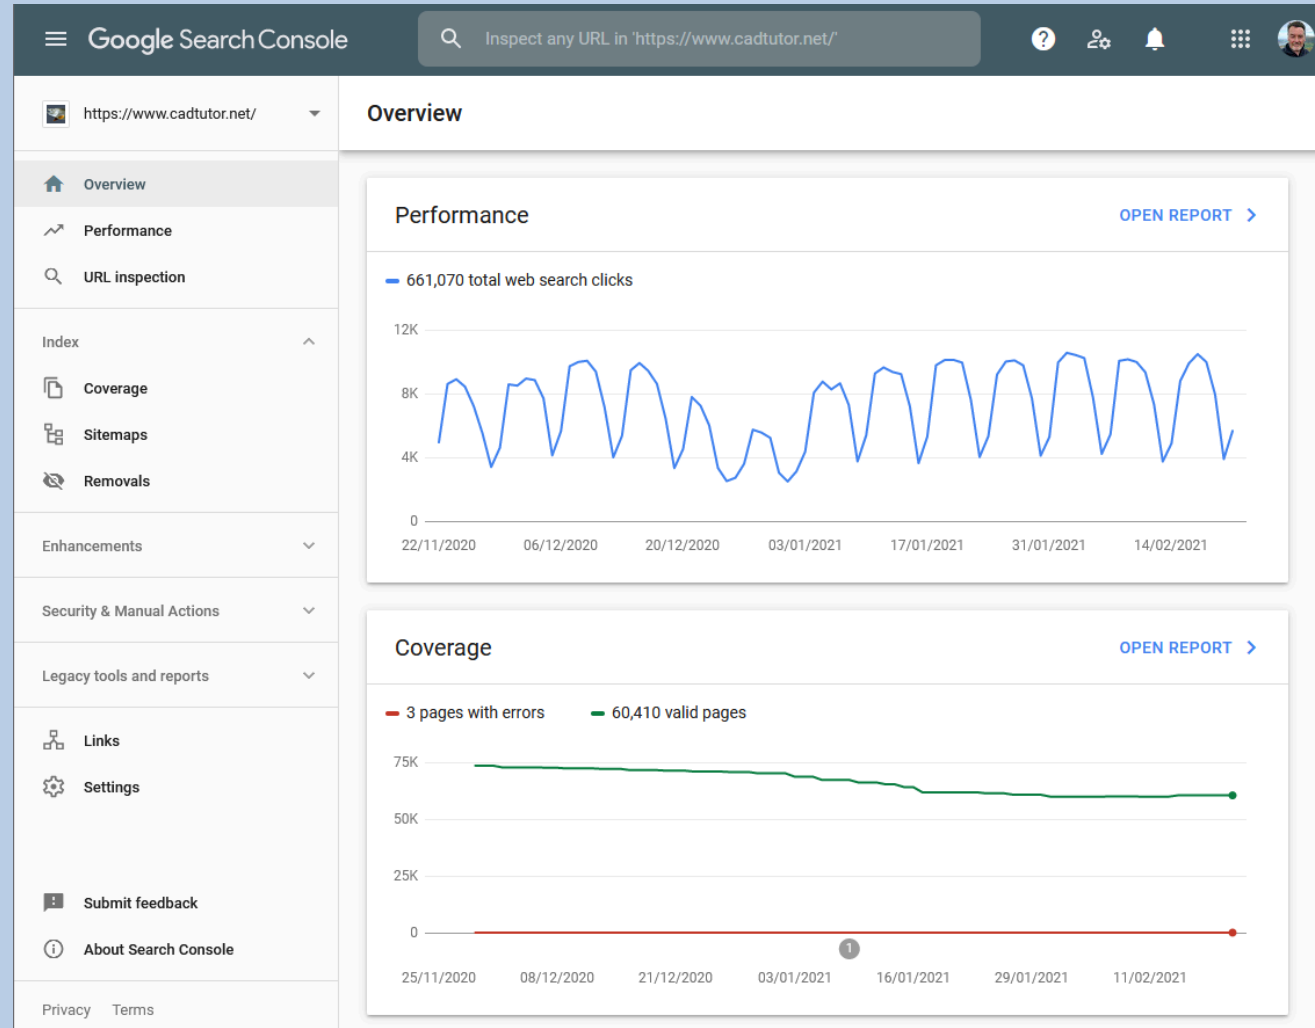 Google Search Console
Inspect any URL in 'https://www.cadtutor.net/'
https://www.cadtutor.net/
Overview
Performance
URL inspection
Index
Coverage
Sitemaps
Removals
Enhancements
Security & Manual Actions
Legacy tools and reports
Links
Settings
Submit feedback
About Search Console
Privacy Terms
Overview
Performance
OPEN REPORT
661,070 total web search clicks
12K
8K
4K
0
22/11/2020 06/12/2020 20/12/2020 03/01/2021 17/01/2021 31/01/2021 14/02/2021
Coverage
OPEN REPORT
3 pages with errors 60,410 valid pages
75K
50K
25K
0
1
25/11/2020 08/12/2020 21/12/2020 03/01/2021 16/01/2021 29/01/2021 11/02/2021